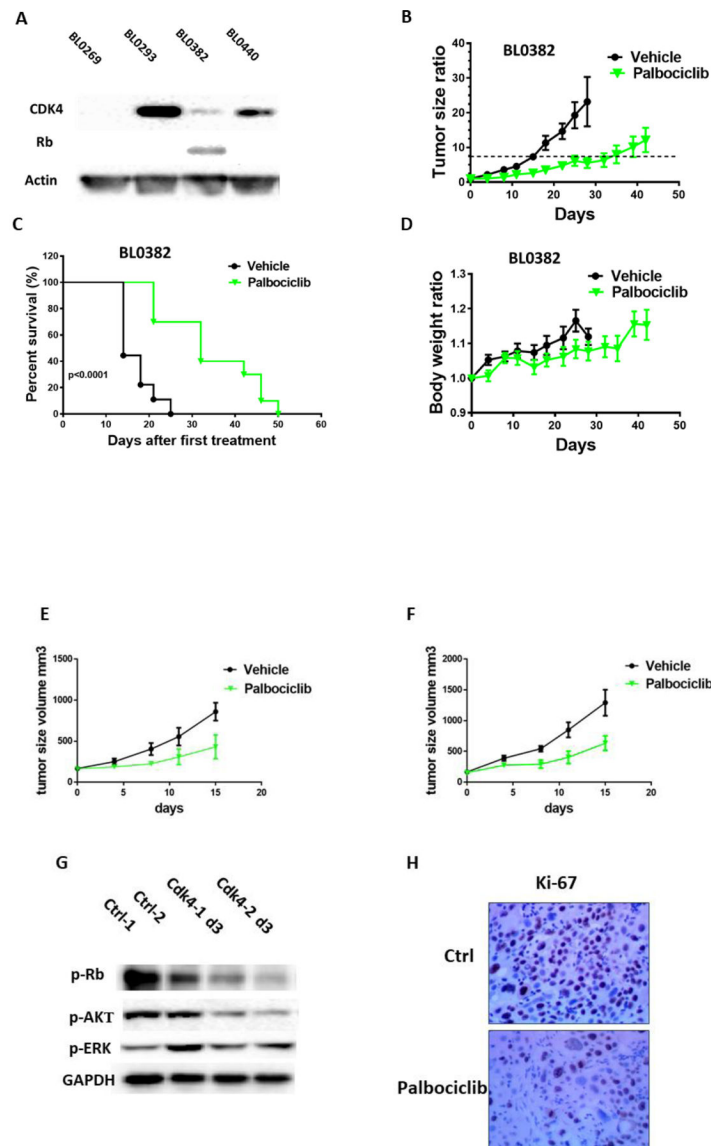 A
BL0269
BL0293
BL0382
BL0440
CDK4
Rb
Actin
B
BL0382
Vehicle
Palbociclib
Tumor size ratio
40
30
20
10
0
0 10 20 30 40 50
Days
C
BL0382
Vehicle
Palbociclib
Percent survival (%)
120
100
80
60
40
20
0
p<0.0001
0 10 20 30 40 50 60
Days after first treatment
D
BL0382
Vehicle
Palbociclib
Body weight ratio
1.3
1.2
1.1
1.0
0.9
0 10 20 30 40 50
Days
E
Vehicle
Palbociclib
tumor size volume mm3
1500
1000
500
0
0 5 10 15 20
days
F
Vehicle
Palbociclib
tumor size volume mm3
2000
1500
1000
500
0
0 5 10 15 20
days
G
Ctrl-1
Ctrl-2
Cdk4-1 d3
Cdk4-2 d3
p-Rb
p-AKT
p-ERK
GAPDH
H
Ki-67
Ctrl
Palbociclib